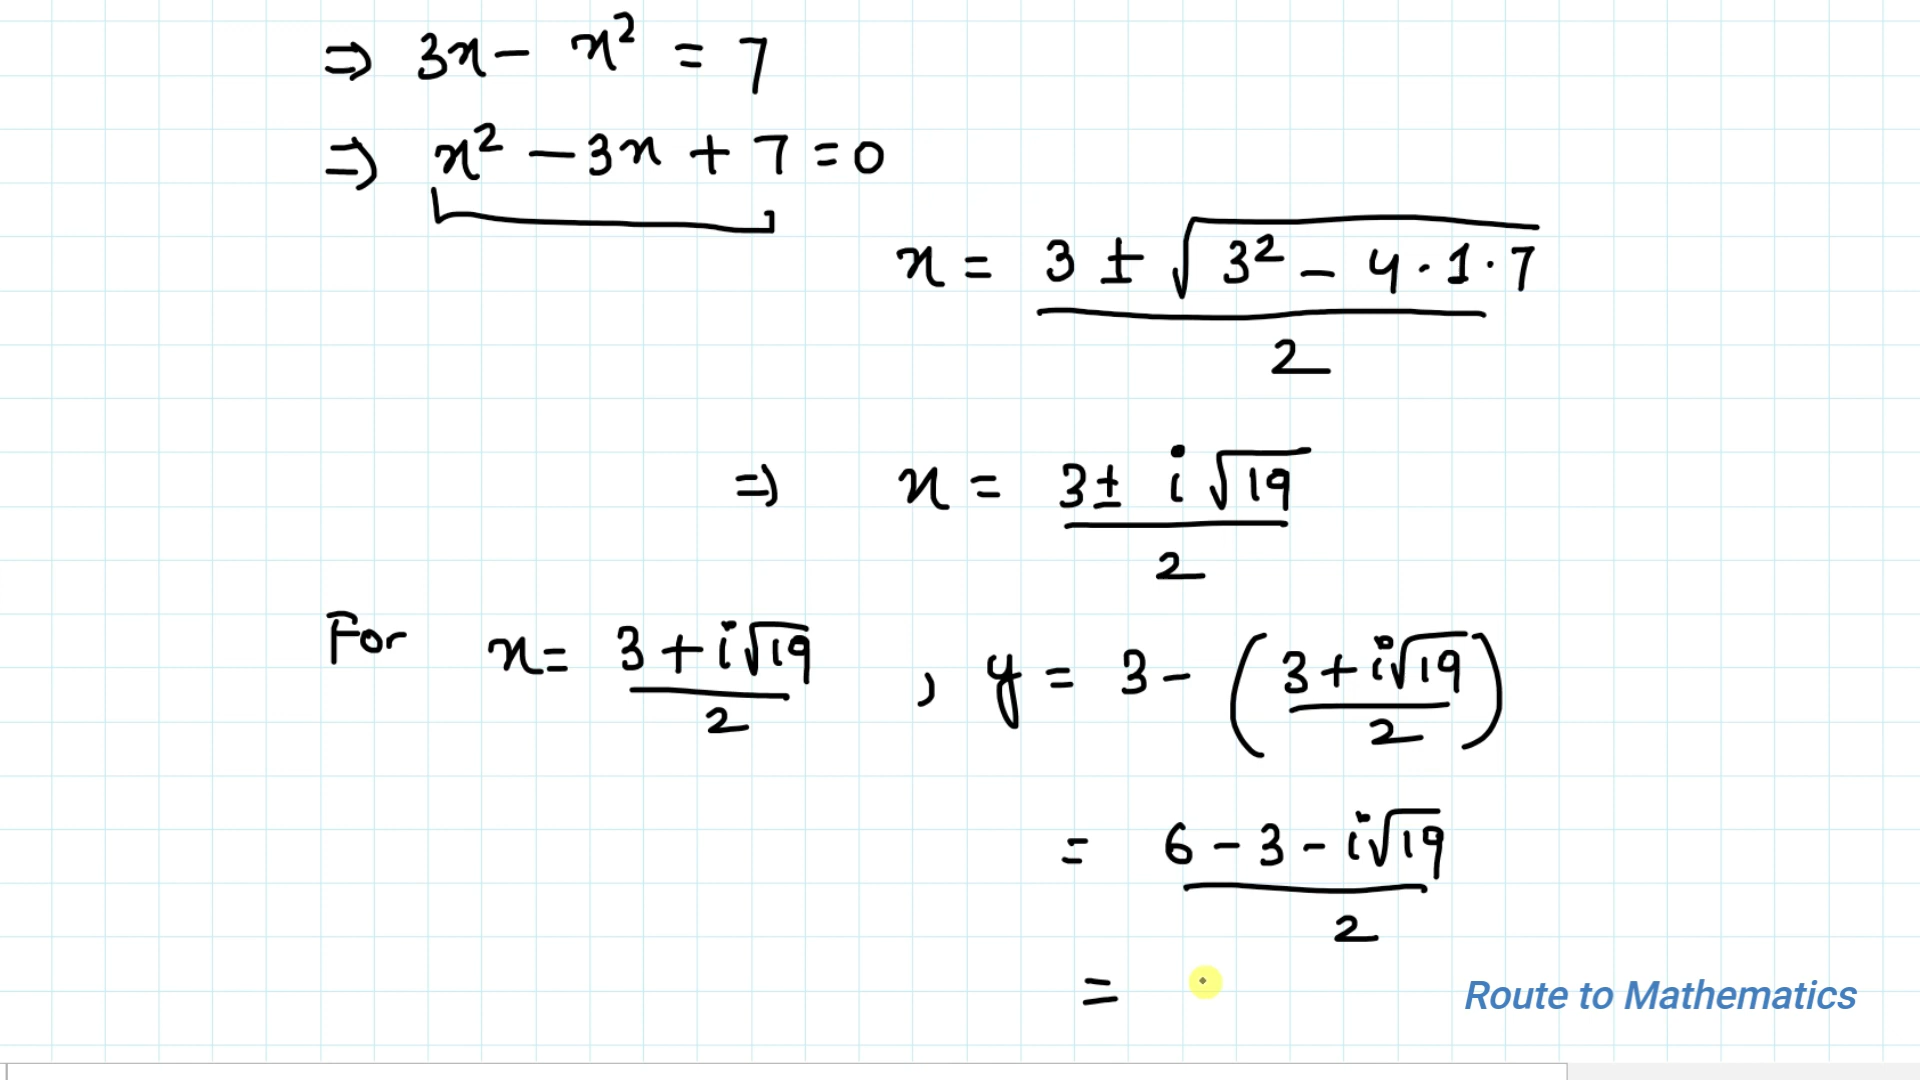 ⇒ 3x - x² = 7
⇒ x² - 3x + 7 = 0
x = (3 ± √(3² - 4·1·7))/2
⇒ x = (3 ± i√19)/2
For x = (3 + i√19)/2 , y = 3 - ((3 + i√19)/2)
= (6 - 3 - i√19)/2
=
Route to Mathematics